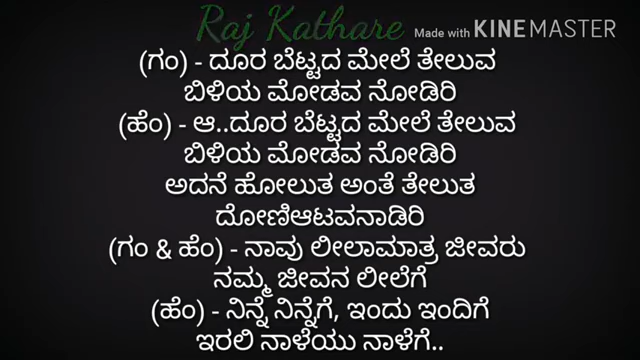 Raj Kathare
Made with KINEMASTER
(ಗಂ) - ದೂರ ಬೆಟ್ಟದ ಮೇಲೆ ತೇಲುವ
ಬಿಳಿಯ ಮೋಡವ ನೋಡಿರಿ
(ಹೆಂ) - ಆ..ದೂರ ಬೆಟ್ಟದ ಮೇಲೆ ತೇಲುವ
ಬಿಳಿಯ ಮೋಡವ ನೋಡಿರಿ
ಅದನೆ ಹೋಲುತ ಅಂತೆ ತೇಲುತ
ದೋಣಿಆಟವನಾಡಿರಿ
(ಗಂ & ಹೆಂ) - ನಾವು ಲೀಲಾಮಾತ್ರ ಜೀವರು
ನಮ್ಮ ಜೀವನ ಲೀಲೆಗೆ
(ಹೆಂ) - ನಿನ್ನೆ ನಿನ್ನೆಗೆ, ಇಂದು ಇಂದಿಗೆ
ಇರಲಿ ನಾಳೆಯು ನಾಳೆಗೆ..